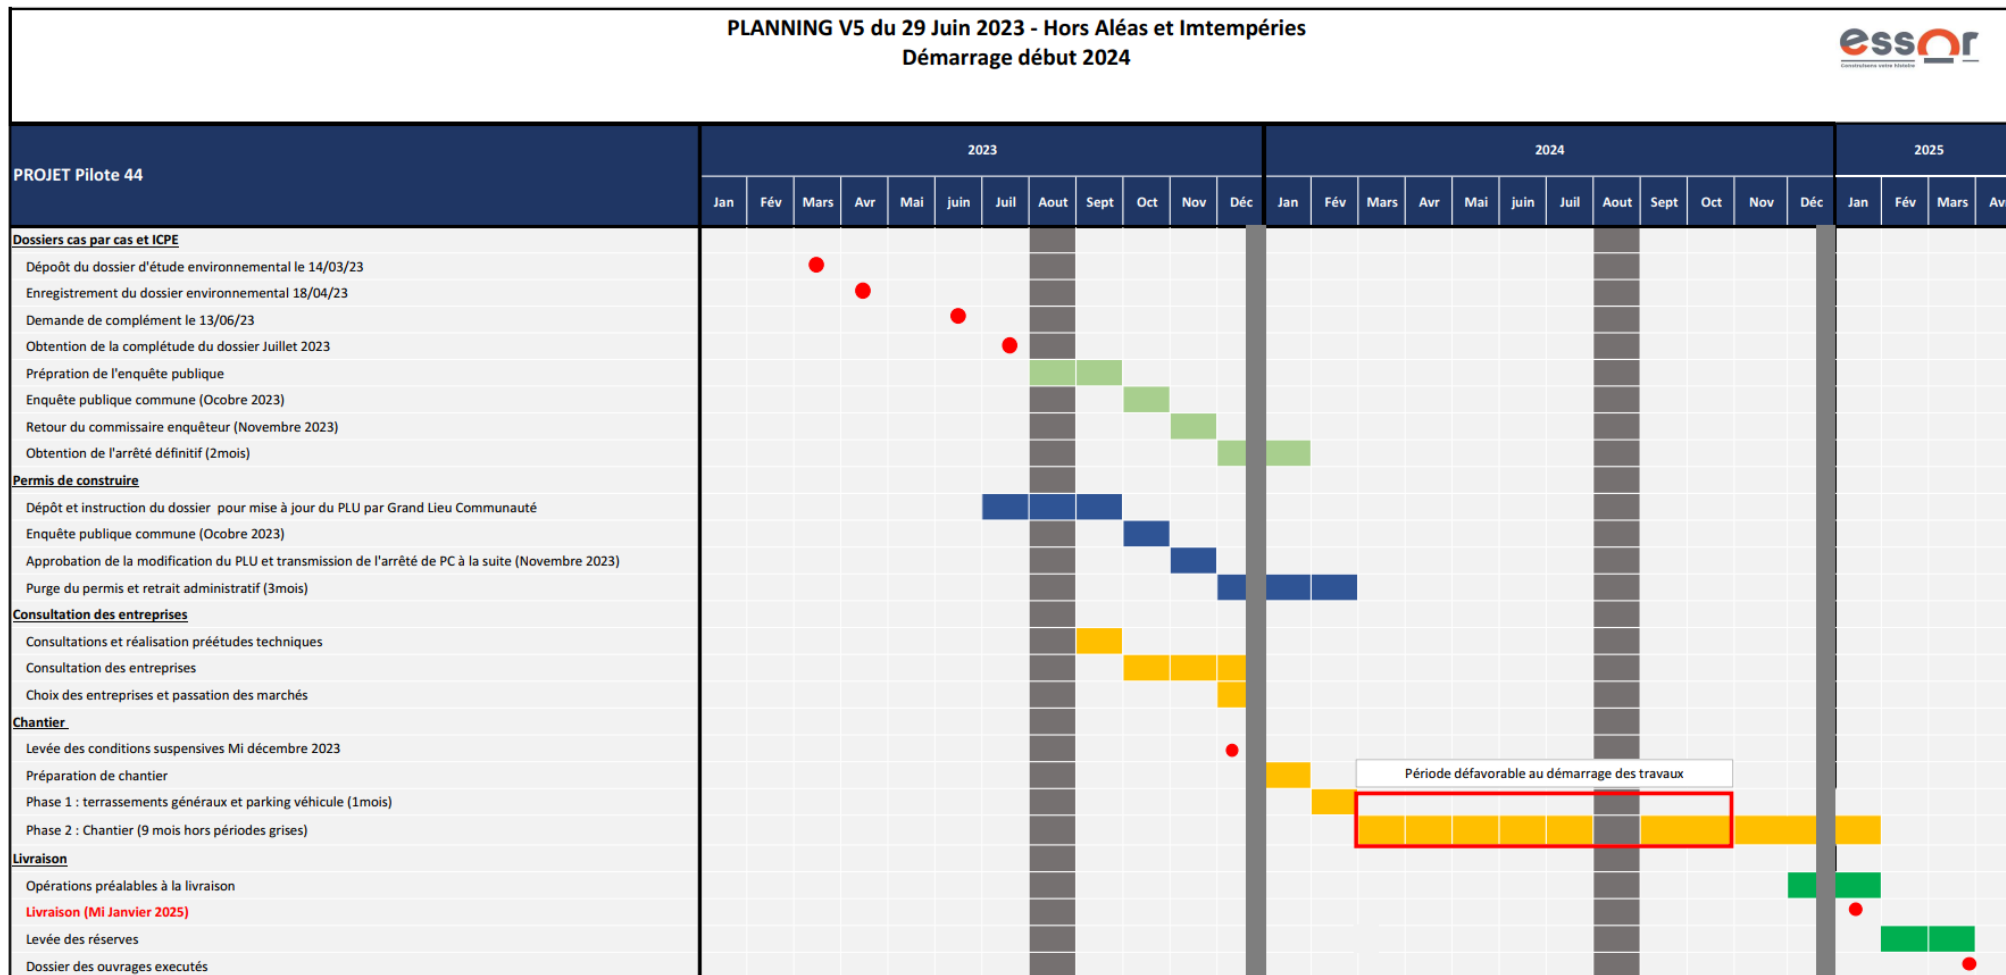 PLANNING V5 du 29 Juin 2023 - Hors Aléas et Imtempéries
Démarrage début 2024
essor
Construisons votre histoire
PROJET Pilote 44
2023 2024 2025
Jan Fév Mars Avr Mai juin Juil Aout Sept Oct Nov Déc Jan Fév Mars Avr Mai juin Juil Aout Sept Oct Nov Déc Jan Fév Mars Av
Dossiers cas par cas et ICPE
Dépoôt du dossier d'étude environnemental le 14/03/23
Enregistrement du dossier environnemental 18/04/23
Demande de complément le 13/06/23
Obtention de la complétude du dossier Juillet 2023
Prépration de l'enquête publique
Enquête publique commune (Ocobre 2023)
Retour du commissaire enquêteur (Novembre 2023)
Obtention de l'arrêté définitif (2mois)
Permis de construire
Dépôt et instruction du dossier pour mise à jour du PLU par Grand Lieu Communauté
Enquête publique commune (Ocobre 2023)
Approbation de la modification du PLU et transmission de l'arrêté de PC à la suite (Novembre 2023)
Purge du permis et retrait administratif (3mois)
Consultation des entreprises
Consultations et réalisation préétudes techniques
Consultation des entreprises
Choix des entreprises et passation des marchés
Chantier
Levée des conditions suspensives Mi décembre 2023
Préparation de chantier
Période défavorable au démarrage des travaux
Phase 1 : terrassements généraux et parking véhicule (1mois)
Phase 2 : Chantier (9 mois hors périodes grises)
Livraison
Opérations préalables à la livraison
Livraison (Mi Janvier 2025)
Levée des réserves
Dossier des ouvrages executés